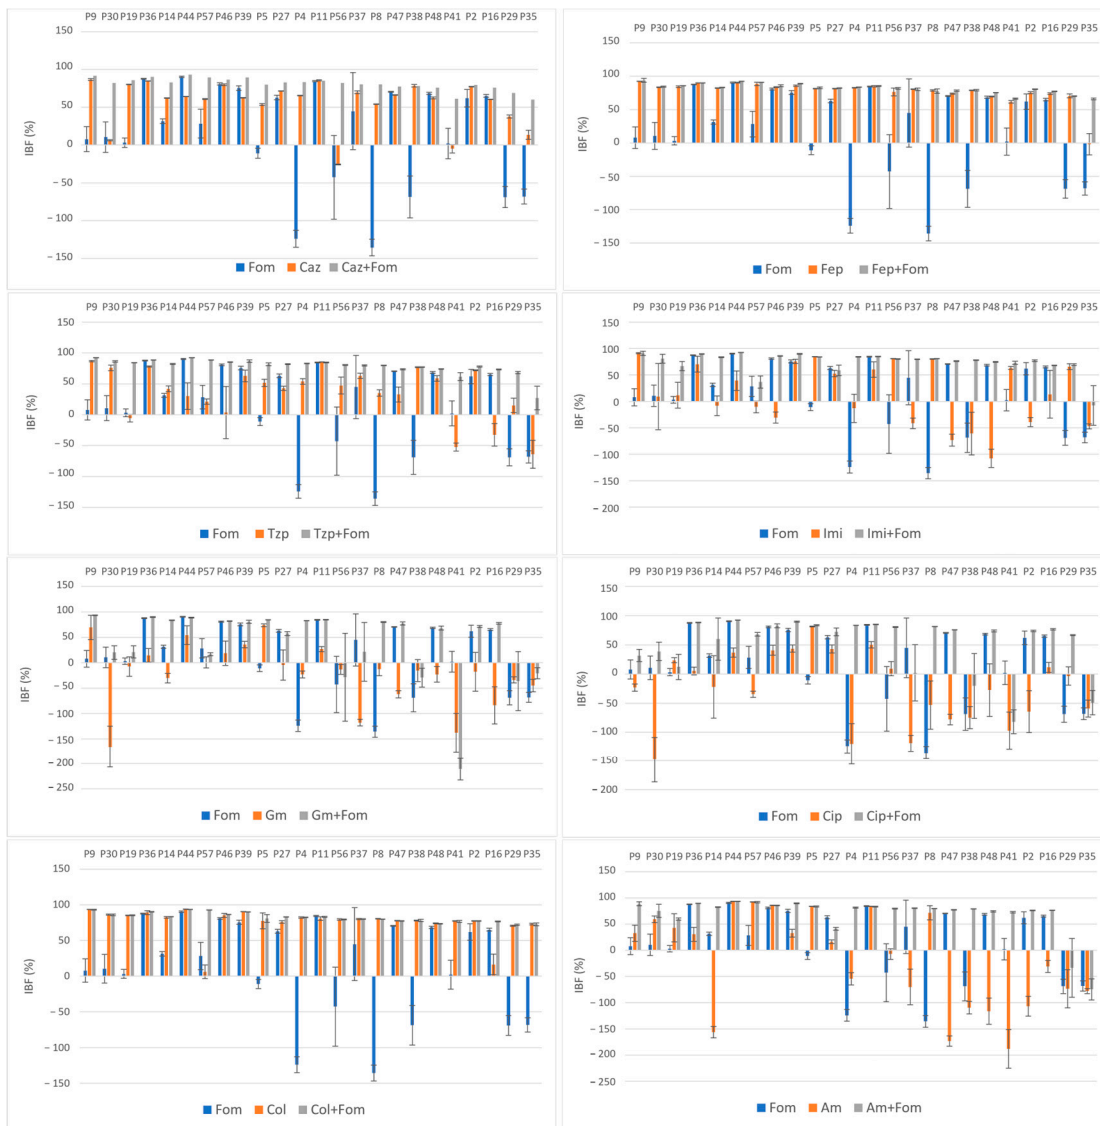 P9 P30 P19 P36 P14 P44 P57 P46 P39 P5 P27 P4 P11 P56 P37 P8 P47 P38 P48 P41 P2 P16 P29 P35
150
100
50
0
− 50
− 100
− 150
IBF (%)
Fom Caz Caz+Fom
P9 P30 P19 P36 P14 P44 P57 P46 P39 P5 P27 P4 P11 P56 P37 P8 P47 P38 P48 P41 P2 P16 P29 P35
150
100
50
0
− 50
− 100
− 150
IBF (%)
Fom Fep Fep+Fom
P9 P30 P19 P36 P14 P44 P57 P46 P39 P5 P27 P4 P11 P56 P37 P8 P47 P38 P48 P41 P2 P16 P29 P35
150
100
50
0
− 50
− 100
− 150
IBF (%)
Fom Tzp Tzp+Fom
P9 P30 P19 P36 P14 P44 P57 P46 P39 P5 P27 P4 P11 P56 P37 P8 P47 P38 P48 P41 P2 P16 P29 P35
150
100
50
0
− 50
− 100
− 150
− 200
IBF (%)
Fom Imi Imi+Fom
P9 P30 P19 P36 P14 P44 P57 P46 P39 P5 P27 P4 P11 P56 P37 P8 P47 P38 P48 P41 P2 P16 P29 P35
150
100
50
0
− 50
− 100
− 150
− 200
− 250
IBF (%)
Fom Gm Gm+Fom
P9 P30 P19 P36 P14 P44 P57 P46 P39 P5 P27 P4 P11 P56 P37 P8 P47 P38 P48 P41 P2 P16 P29 P35
150
100
50
0
− 50
− 100
− 150
− 200
IBF (%)
Fom Cip Cip+Fom
P9 P30 P19 P36 P14 P44 P57 P46 P39 P5 P27 P4 P11 P56 P37 P8 P47 P38 P48 P41 P2 P16 P29 P35
150
100
50
0
− 50
− 100
− 150
IBF (%)
Fom Col Col+Fom
P9 P30 P19 P36 P14 P44 P57 P46 P39 P5 P27 P4 P11 P56 P37 P8 P47 P38 P48 P41 P2 P16 P29 P35
150
100
50
0
− 50
− 100
− 150
− 200
− 250
IBF (%)
Fom Am Am+Fom